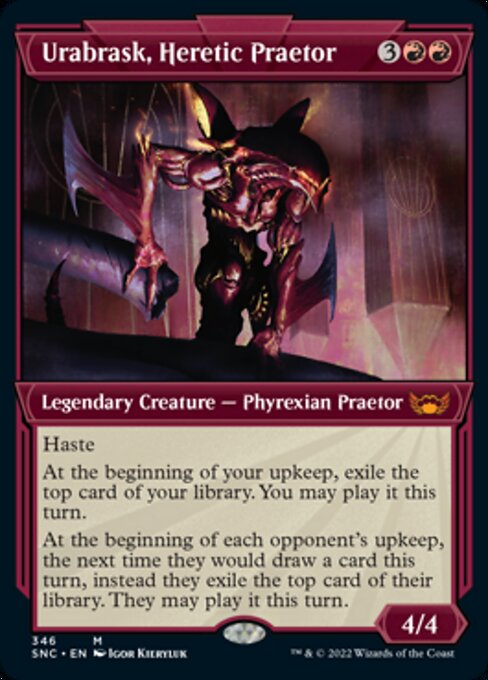 Urabrask, Heretic Praetor 3
Legendary Creature — Phyrexian Praetor
Haste
At the beginning of your upkeep, exile the
top card of your library. You may play it this
turn.
At the beginning of each opponent's upkeep,
the next time they would draw a card this
turn, instead they exile the top card of their
library. They may play it this turn.
4/4
346 M
SNC • EN Igor Kieryluk
™ & © 2022 Wizards of the Coast